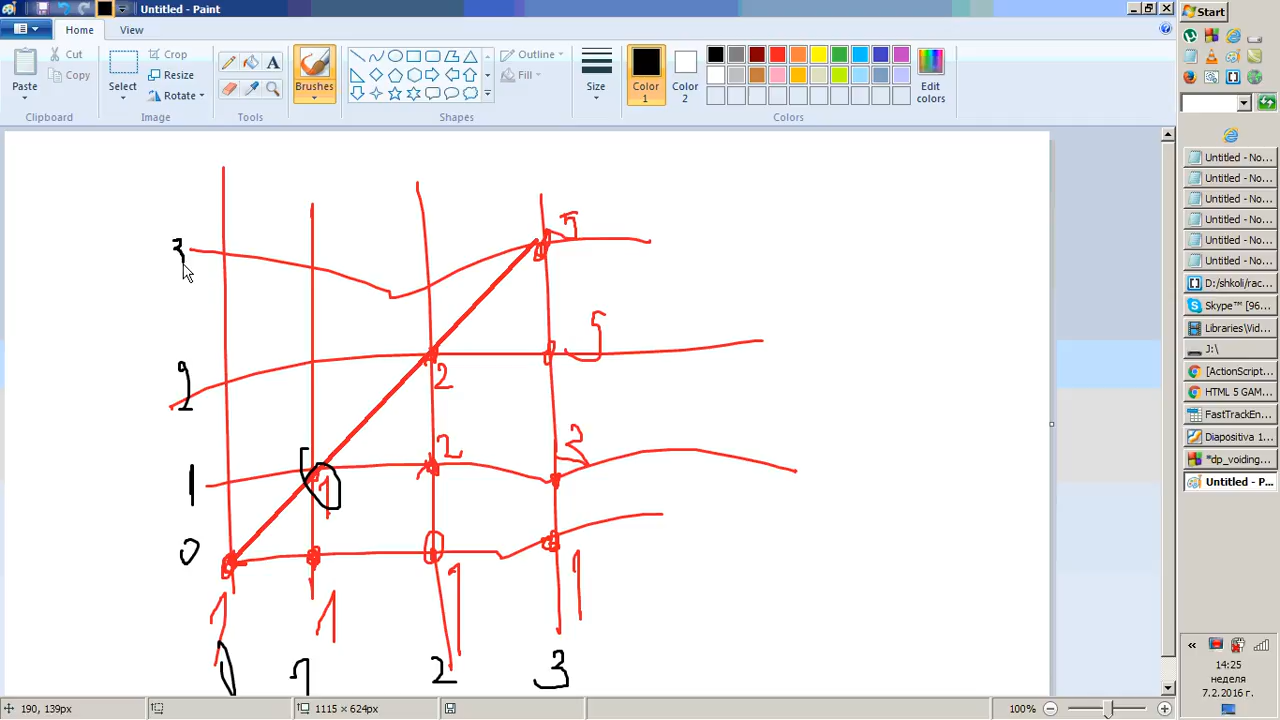 Untitled - Paint
Home View
Paste
Cut
Copy
Clipboard
Select
Crop
Resize
Rotate
Image
Tools
Brushes
Shapes
Outline
Fill
Size
Color 1
Color 2
Colors
Edit colors
3
2
1
0
5
5
2
2
2
1
1
1
1
1
0 1 2 3
190, 139px
1115 × 624px
100%
Start
Untitled - No...
Untitled - No...
Untitled - No...
Untitled - No...
Untitled - No...
Untitled - No...
D:/shkoli/rac...
Skype™ [96...
Libraries\Vid...
J:\
[ActionScript...
HTML 5 GAM...
FastTrackEn...
Diapositiva 1...
*dp_voiding...
Untitled - P...
14:25
неделя
7.2.2016 г.